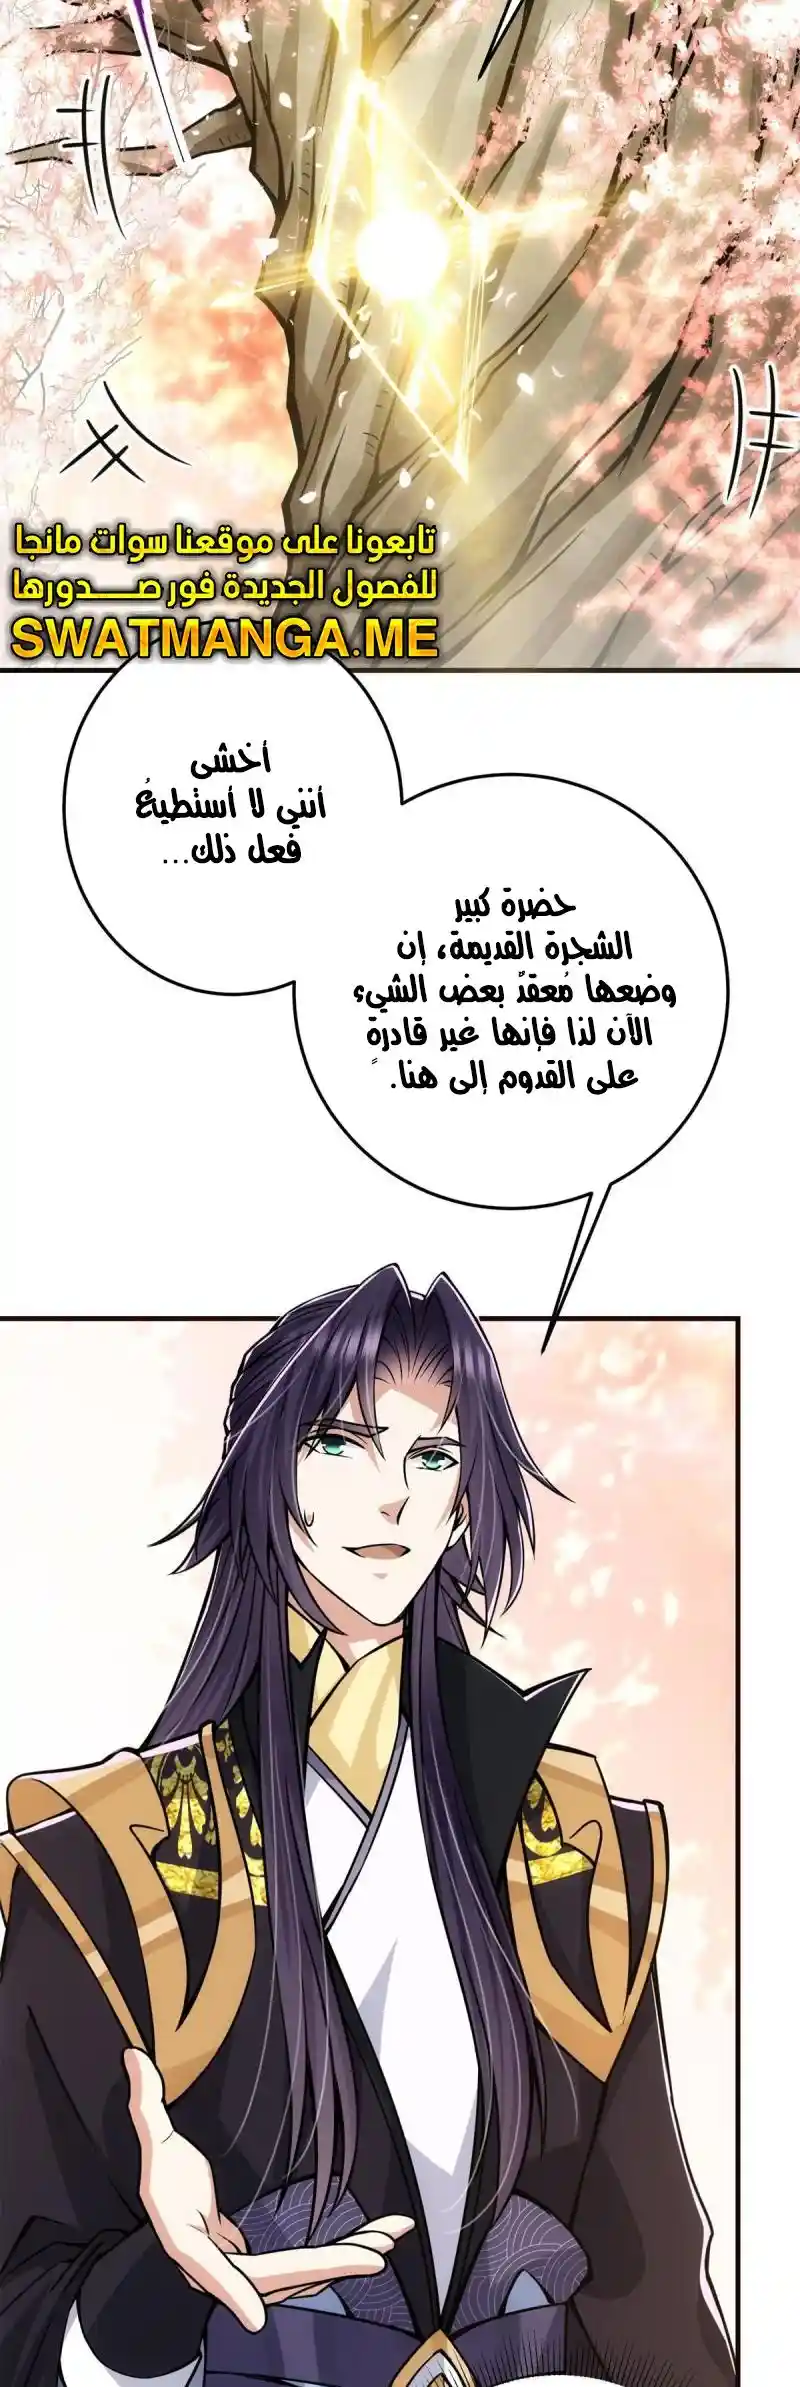 تابعونا على موقعنا سوات مانجا
للفصول الجديدة فور صـــــدورها
SWATMANGA.ME
أخشى
أنني لا أستطيعُ
فعل ذلك...
حضرة كبير
الشجرة القديمة، إن
وضعها مُعقدٌ بعض الشيء
الآن لذا فإنها غير قادرة
على القدوم إلى هنا. ً